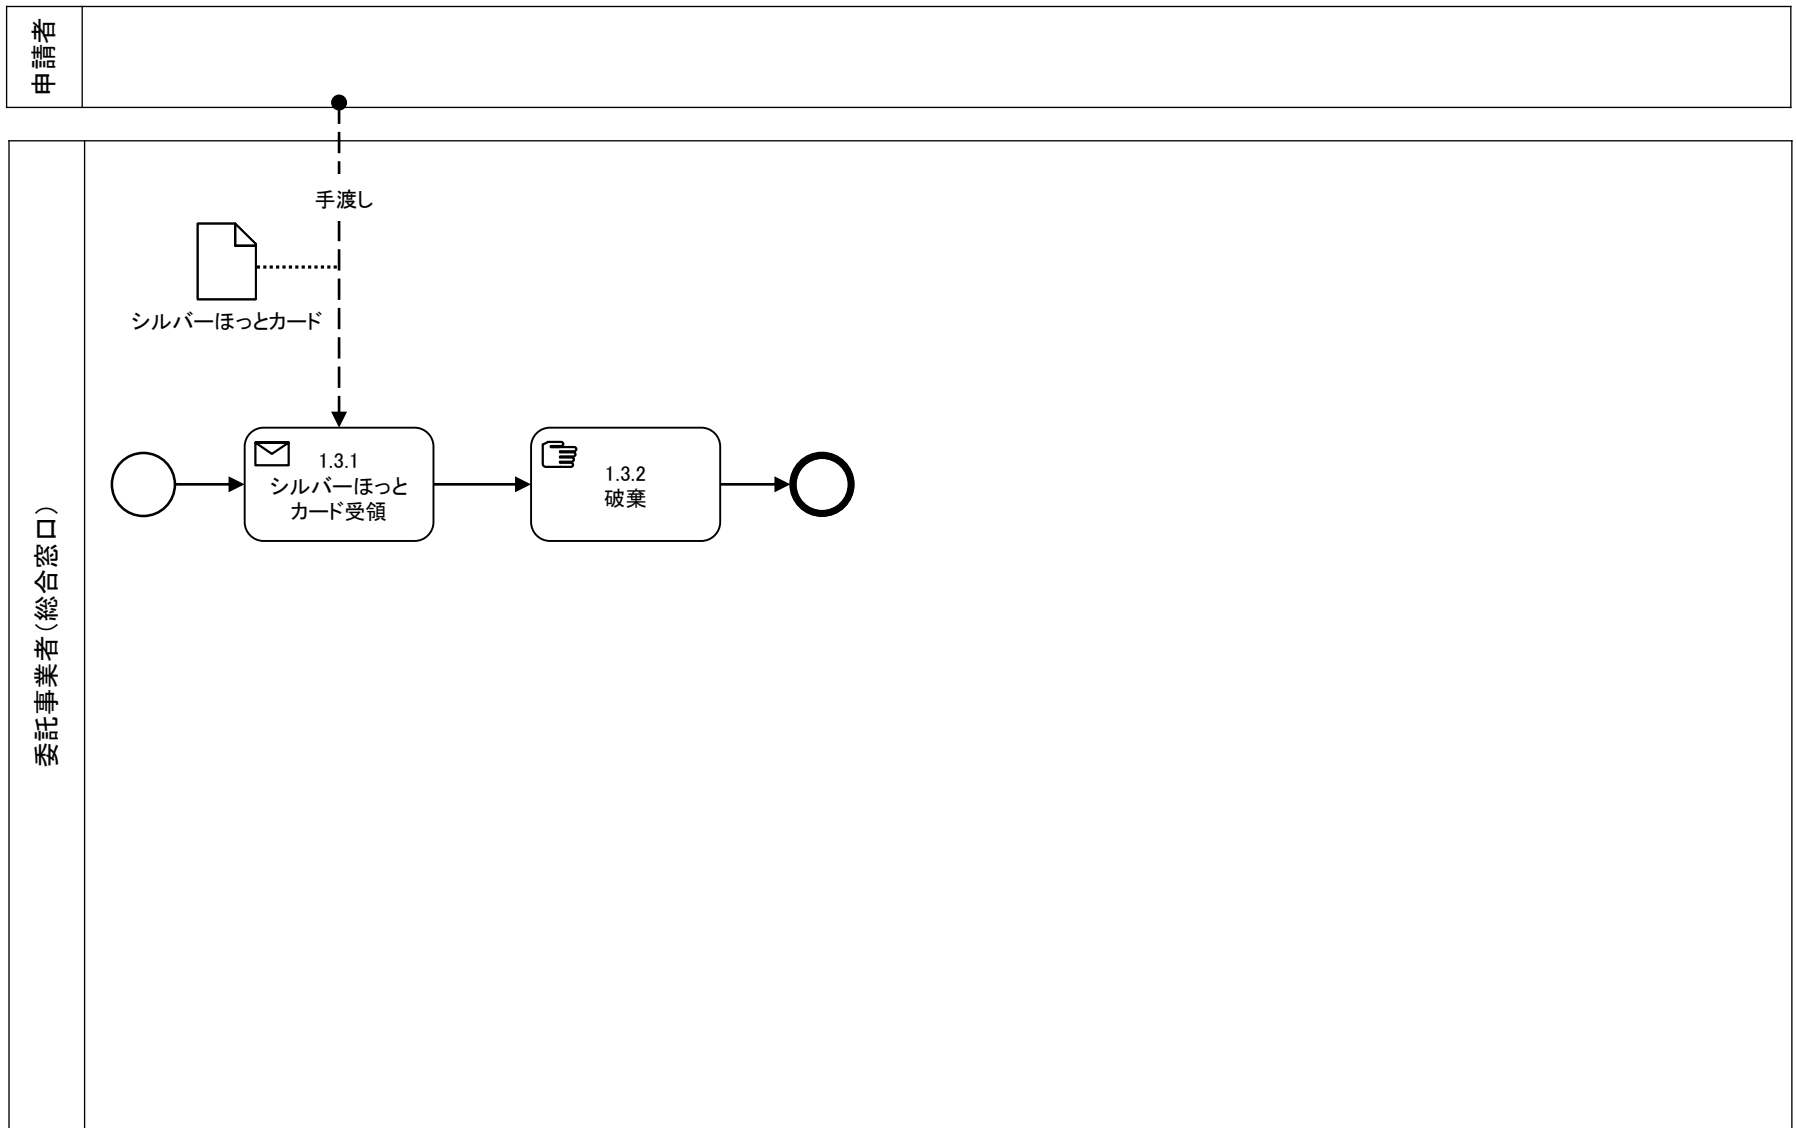 申請者
手渡し
シルバーほっとカード
1.3.1
シルバーほっと
カード受領
1.3.2
破棄
委託事業者(総合窓口)